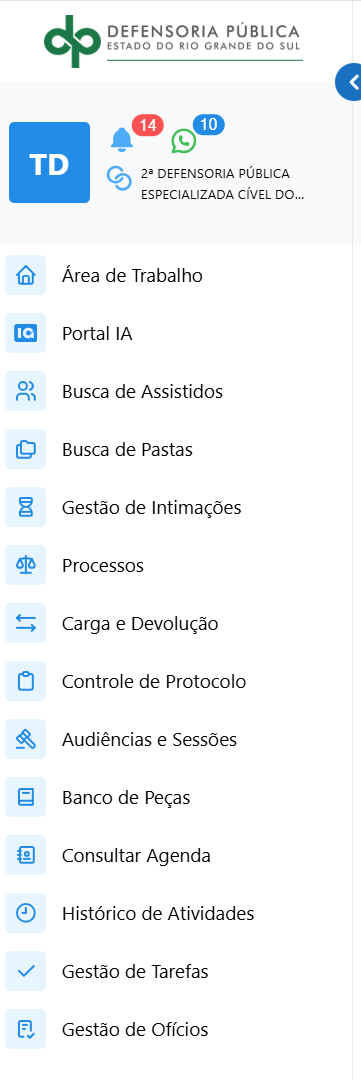 dp DEFENSORIA PÚBLICA
ESTADO DO RIO GRANDE DO SUL
14
10
TD
2ª DEFENSORIA PÚBLICA
ESPECIALIZADA CÍVEL DO...
Área de Trabalho
IA Portal IA
Busca de Assistidos
Busca de Pastas
Gestão de Intimações
Processos
Carga e Devolução
Controle de Protocolo
Audiências e Sessões
Banco de Peças
Consultar Agenda
Histórico de Atividades
Gestão de Tarefas
Gestão de Ofícios